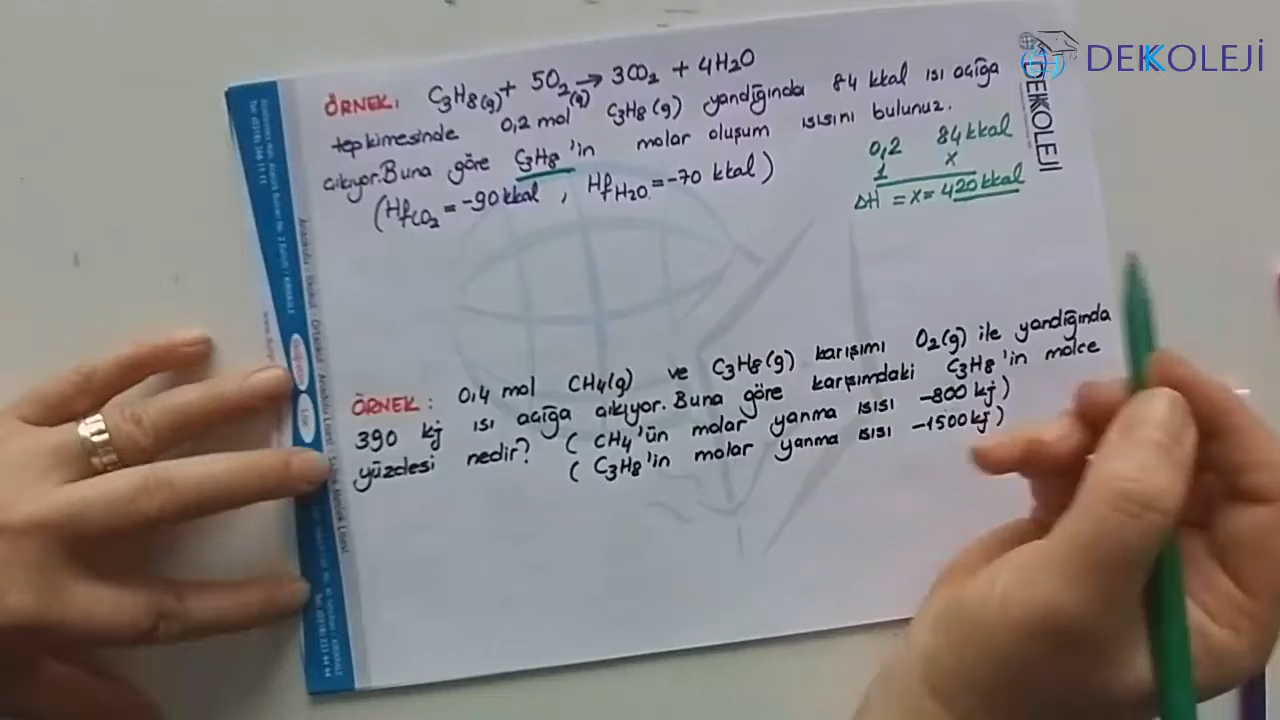 DEKKOLEJİ
DEKKOLEJİ
ÖRNEK: C3H8(g) + 5O2(g) → 3CO2 + 4H2O
tepkimesinde 0,2 mol C3H8(g) yandığında 84 kkal ısı açığa
çıkıyor. Buna göre C3H8'in molar oluşum ısısını bulunuz.
(HfCO2 = -90 kkal , HfH2O = -70 kkal)
0,2 84 kkal
1 x
ΔH = x = 420 kkal
ÖRNEK: 0,4 mol CH4(g) ve C3H8(g) karışımı O2(g) ile yandığında
390 kj ısı açığa çıkıyor. Buna göre karşımdaki C3H8'in molce
yüzdesi nedir? ( CH4'ün molar yanma ısısı -800 kj )
( C3H8'in molar yanma ısısı -1500 kj )